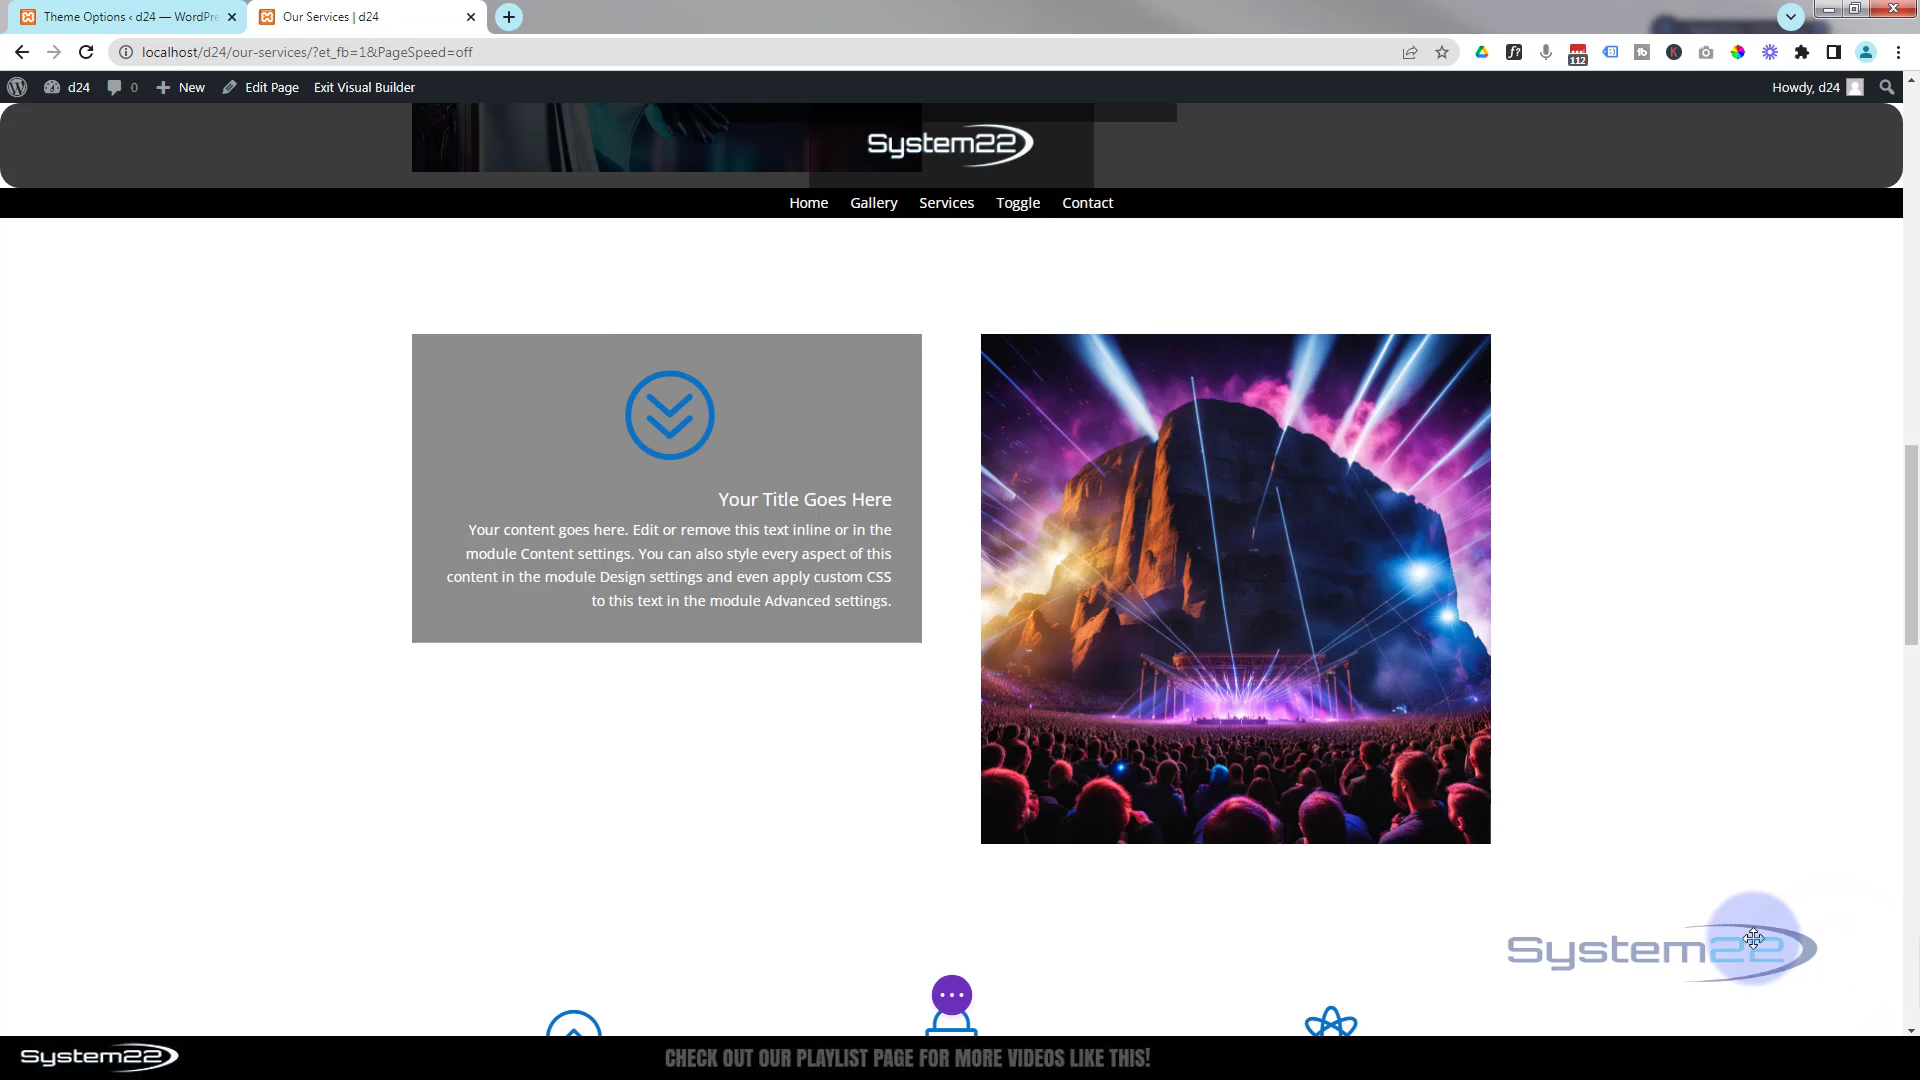 Theme Options ‹ d24 — WordPre
Our Services | d24
localhost/d24/our-services/?et_fb=1&PageSpeed=off
112
d24
0
New
Edit Page
Exit Visual Builder
Howdy, d24
System22
Home
Gallery
Services
Toggle
Contact
Your Title Goes Here
Your content goes here. Edit or remove this text inline or in the
module Content settings. You can also style every aspect of this
content in the module Design settings and even apply custom CSS
to this text in the module Advanced settings.
System22
System22
CHECK OUT OUR PLAYLIST PAGE FOR MORE VIDEOS LIKE THIS!